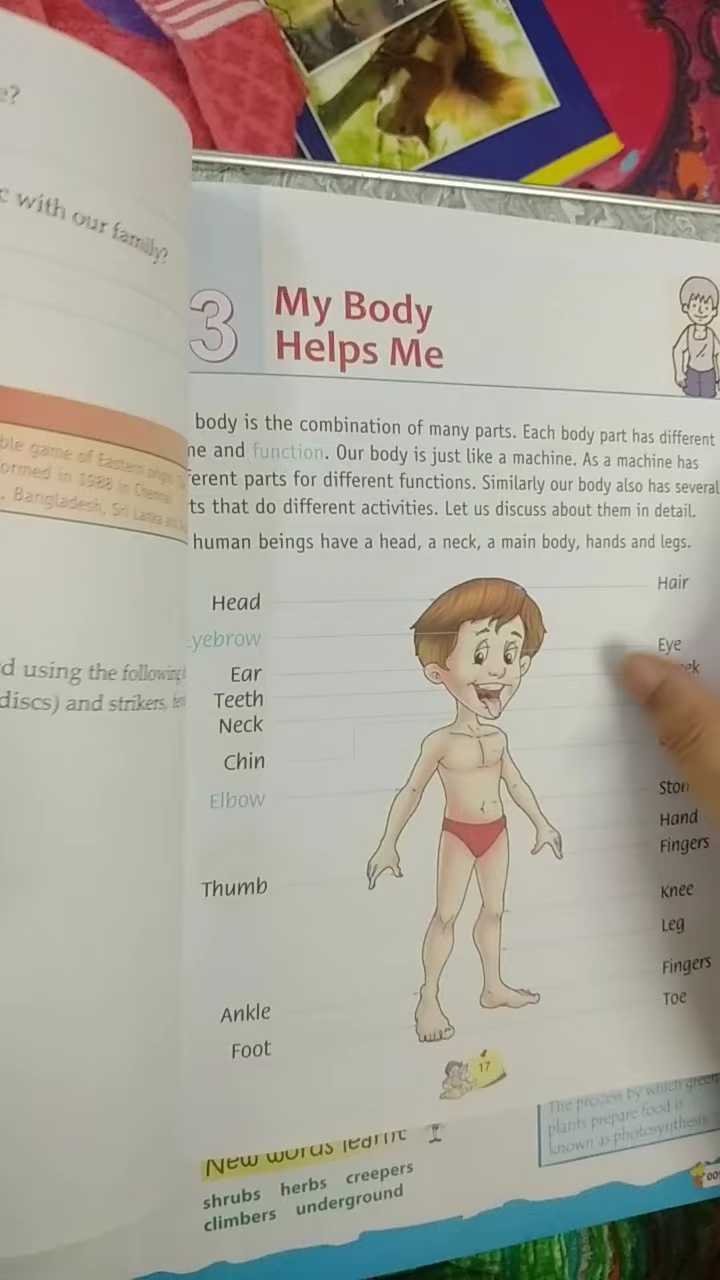 ?
with our family?
ble game of Eastern origin
ormed in 1988 in Chennai
. Bangladesh, Sri Lanka
d using the following
discs) and strikers,
3
My Body
Helps Me
body is the combination of many parts. Each body part has different
ne and function. Our body is just like a machine. As a machine has
ferent parts for different functions. Similarly our body also has several
ts that do different activities. Let us discuss about them in detail.
human beings have a head, a neck, a main body, hands and legs.
Head
yebrow
Ear
Teeth
Neck
Chin
Elbow
Thumb
Ankle
Foot
Hair
Eye
ek
Ston
Hand
Fingers
Knee
Leg
Fingers
Toe
17
New words learnt
shrubs herbs creepers
climbers underground
The process by which green
plants prepare food is
known as photosynthesis